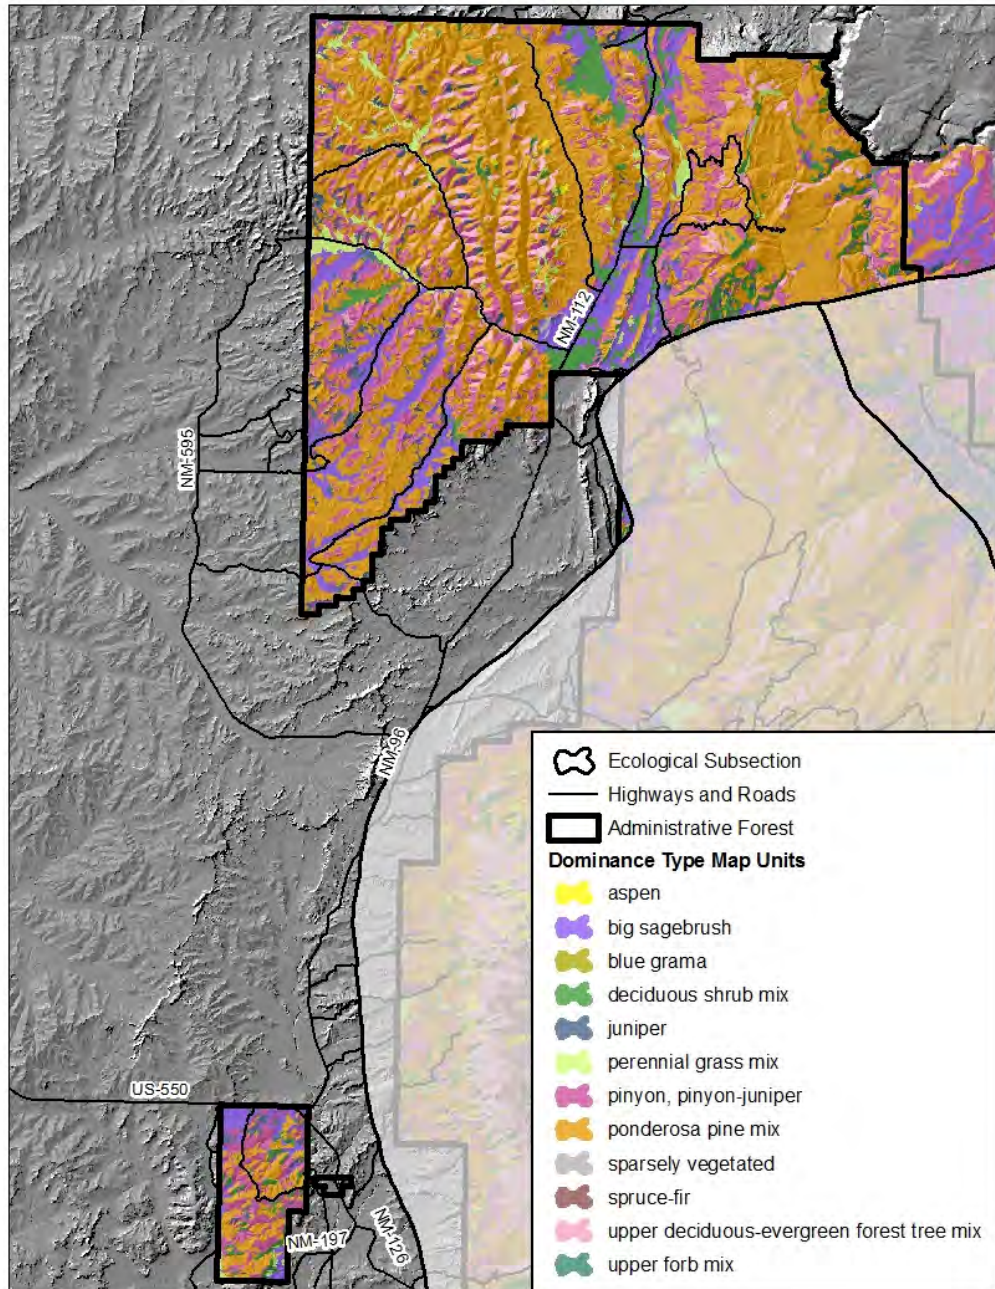 NM-112
NM-595
NM-96
US-550
NM-197
NM-126
Ecological Subsection
Highways and Roads
Administrative Forest
Dominance Type Map Units
aspen
big sagebrush
blue grama
deciduous shrub mix
juniper
perennial grass mix
pinyon, pinyon-juniper
ponderosa pine mix
sparsely vegetated
spruce-fir
upper deciduous-evergreen forest tree mix
upper forb mix